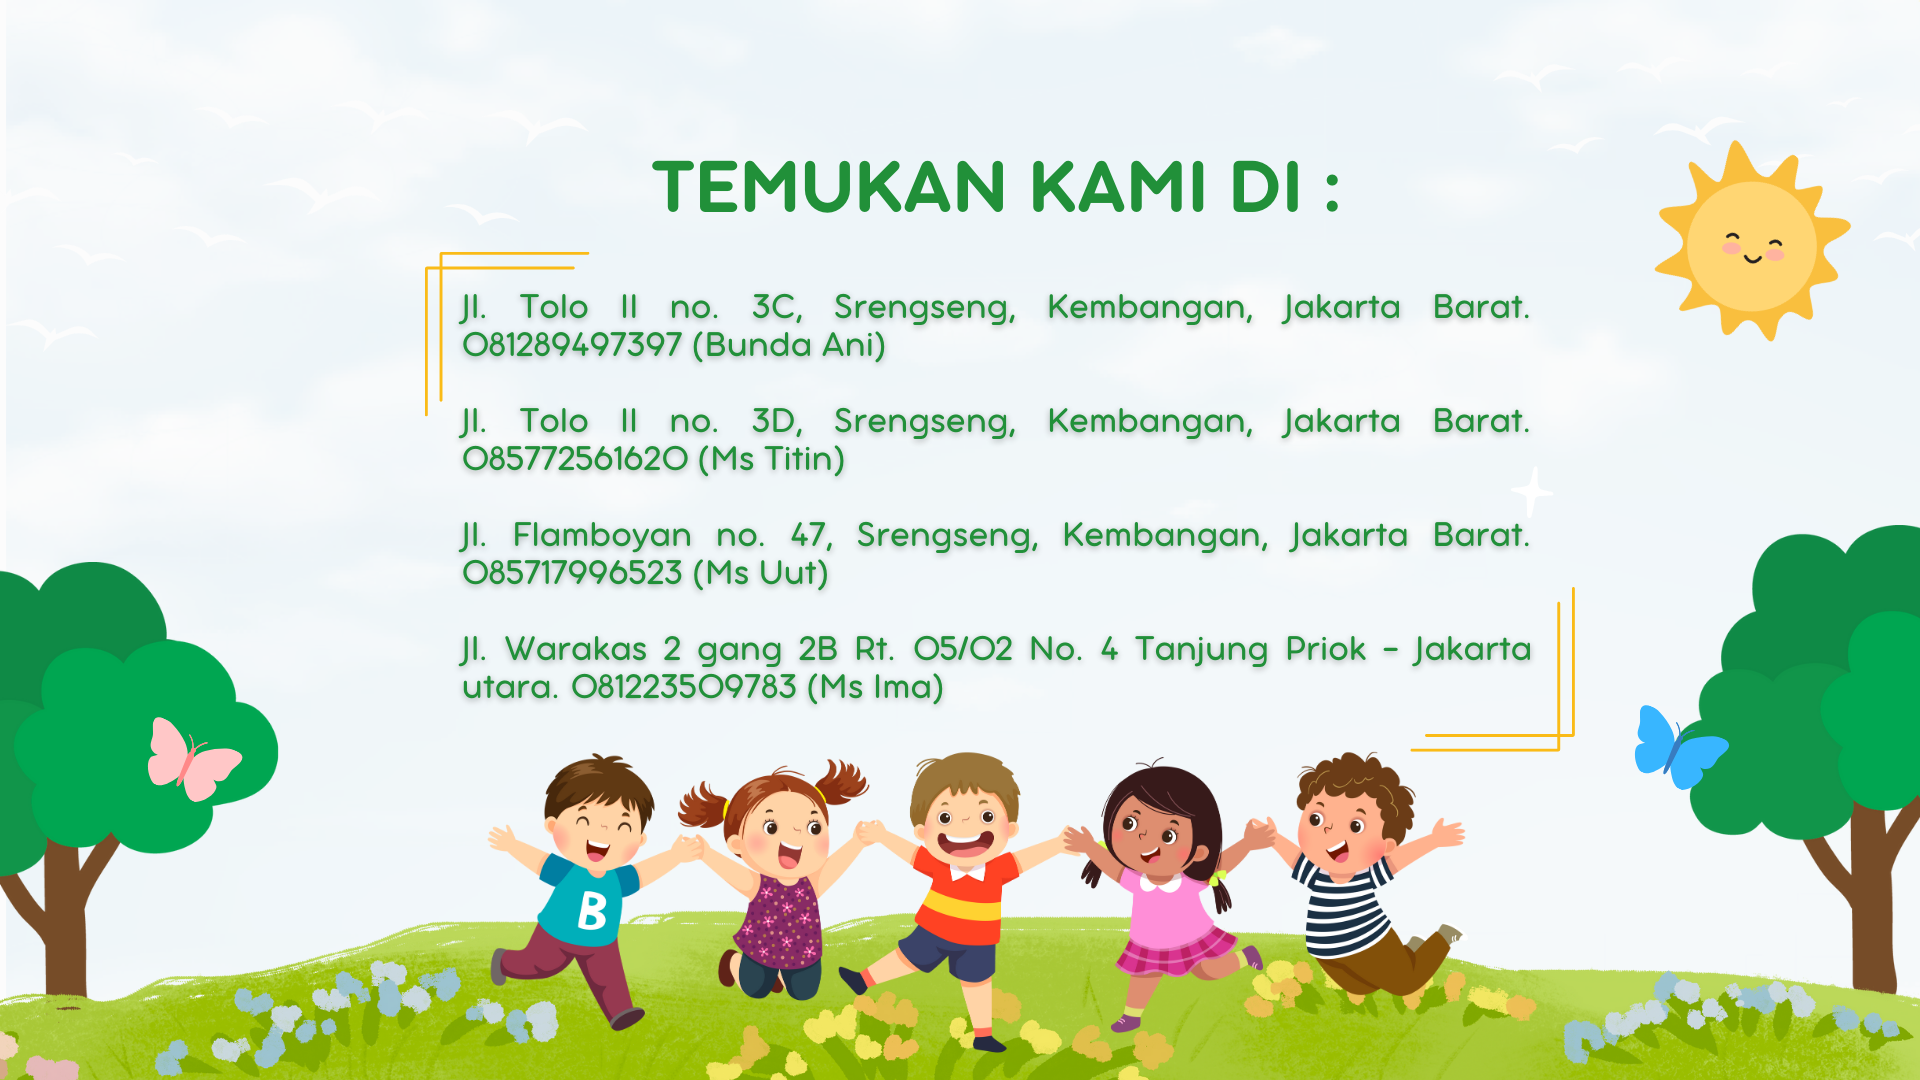 TEMUKAN KAMI DI :
Jl. Tolo II no. 3C, Srengseng, Kembangan, Jakarta Barat.
081289497397 (Bunda Ani)
Jl. Tolo II no. 3D, Srengseng, Kembangan, Jakarta Barat.
085772561620 (Ms Titin)
Jl. Flamboyan no. 47, Srengseng, Kembangan, Jakarta Barat.
085717996523 (Ms Uut)
Jl. Warakas 2 gang 2B Rt. 05/02 No. 4 Tanjung Priok - Jakarta
utara. 081223509783 (Ms Ima)
B